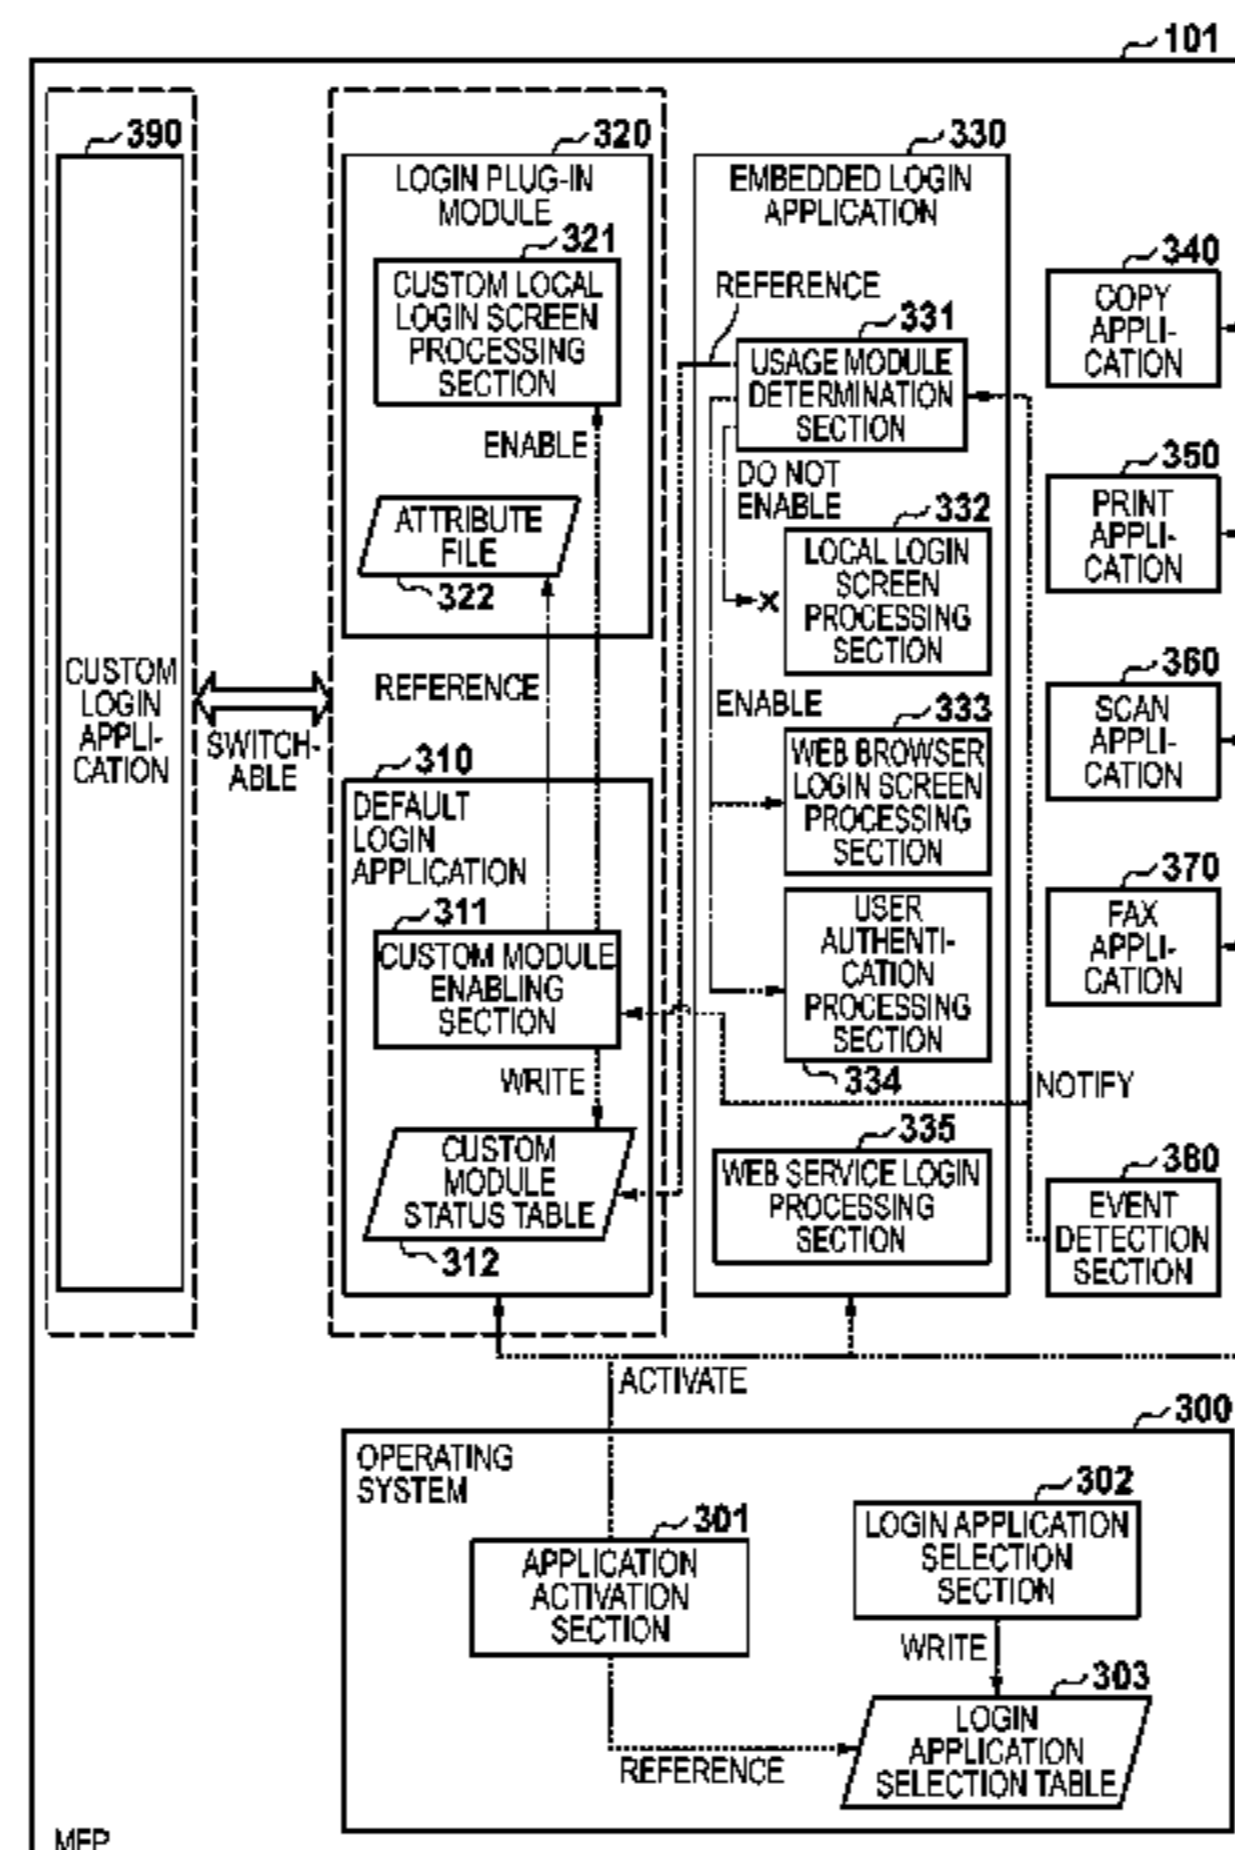 101
390
CUSTOM
LOGIN
APPLI-
CATION
SWITCH-
ABLE
320
LOGIN PLUG-IN
MODULE
321
CUSTOM LOCAL
LOGIN SCREEN
PROCESSING
SECTION
ENABLE
ATTRIBUTE
FILE
322
REFERENCE
310
DEFAULT
LOGIN
APPLICATION
311
CUSTOM MODULE
ENABLING
SECTION
WRITE
CUSTOM
MODULE
STATUS TABLE
312
330
EMBEDDED LOGIN
APPLICATION
REFERENCE
331
USAGE MODULE
DETERMINATION
SECTION
DO NOT
ENABLE
332
LOCAL LOGIN
SCREEN
PROCESSING
SECTION
X
ENABLE
333
WEB BROWSER
LOGIN SCREEN
PROCESSING
SECTION
USER
AUTHENTI-
CATION
PROCESSING
SECTION
334
335
WEB SERVICE LOGIN
PROCESSING
SECTION
340
COPY
APPLI-
CATION
350
PRINT
APPLI-
CATION
360
SCAN
APPLI-
CATION
370
FAX
APPLI-
CATION
NOTIFY
380
EVENT
DETECTION
SECTION
ACTIVATE
300
OPERATING
SYSTEM
301
APPLICATION
ACTIVATION
SECTION
302
LOGIN APPLICATION
SELECTION
SECTION
WRITE
303
LOGIN
APPLICATION
SELECTION TABLE
REFERENCE
MFP